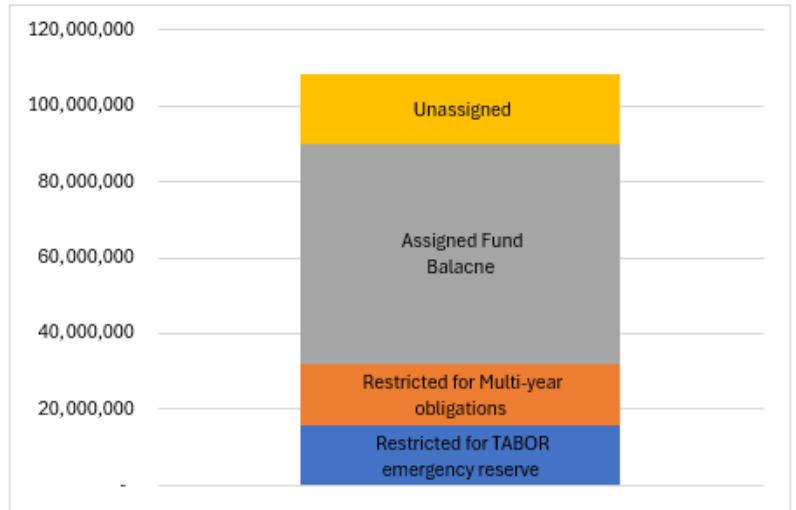 120,000,000
Unassigned
100,000,000
80,000,000
Assigned Fund
Balacne
60,000,000
40,000,000
Restricted for Multi-year
obligations
20,000,000
Restricted for TABOR
emergency reserve
-